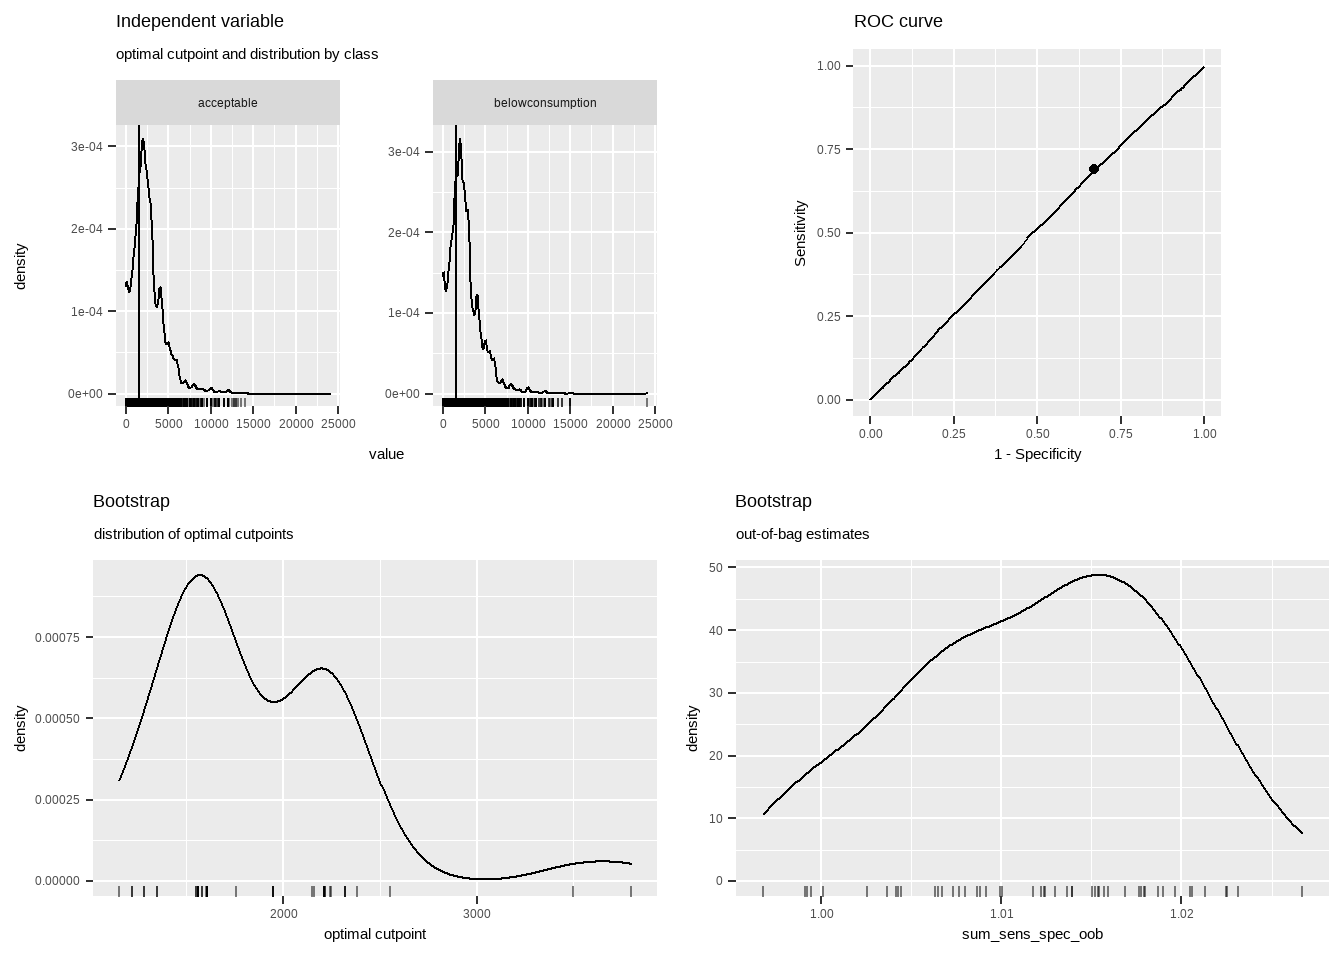 Independent variable
optimal cutpoint and distribution by class
acceptable
belowconsumption
density
3e-04
2e-04
1e-04
0e+00
3e-04
2e-04
1e-04
0e+00
0 5000 10000 15000 20000 25000
0 5000 10000 15000 20000 25000
value
ROC curve
Sensitivity
1.00
0.75
0.50
0.25
0.00
0.00 0.25 0.50 0.75 1.00
1 - Specificity
Bootstrap
distribution of optimal cutpoints
density
0.00075
0.00050
0.00025
0.00000
2000 3000
optimal cutpoint
Bootstrap
out-of-bag estimates
density
50
40
30
20
10
0
1.00 1.01 1.02
sum_sens_spec_oob